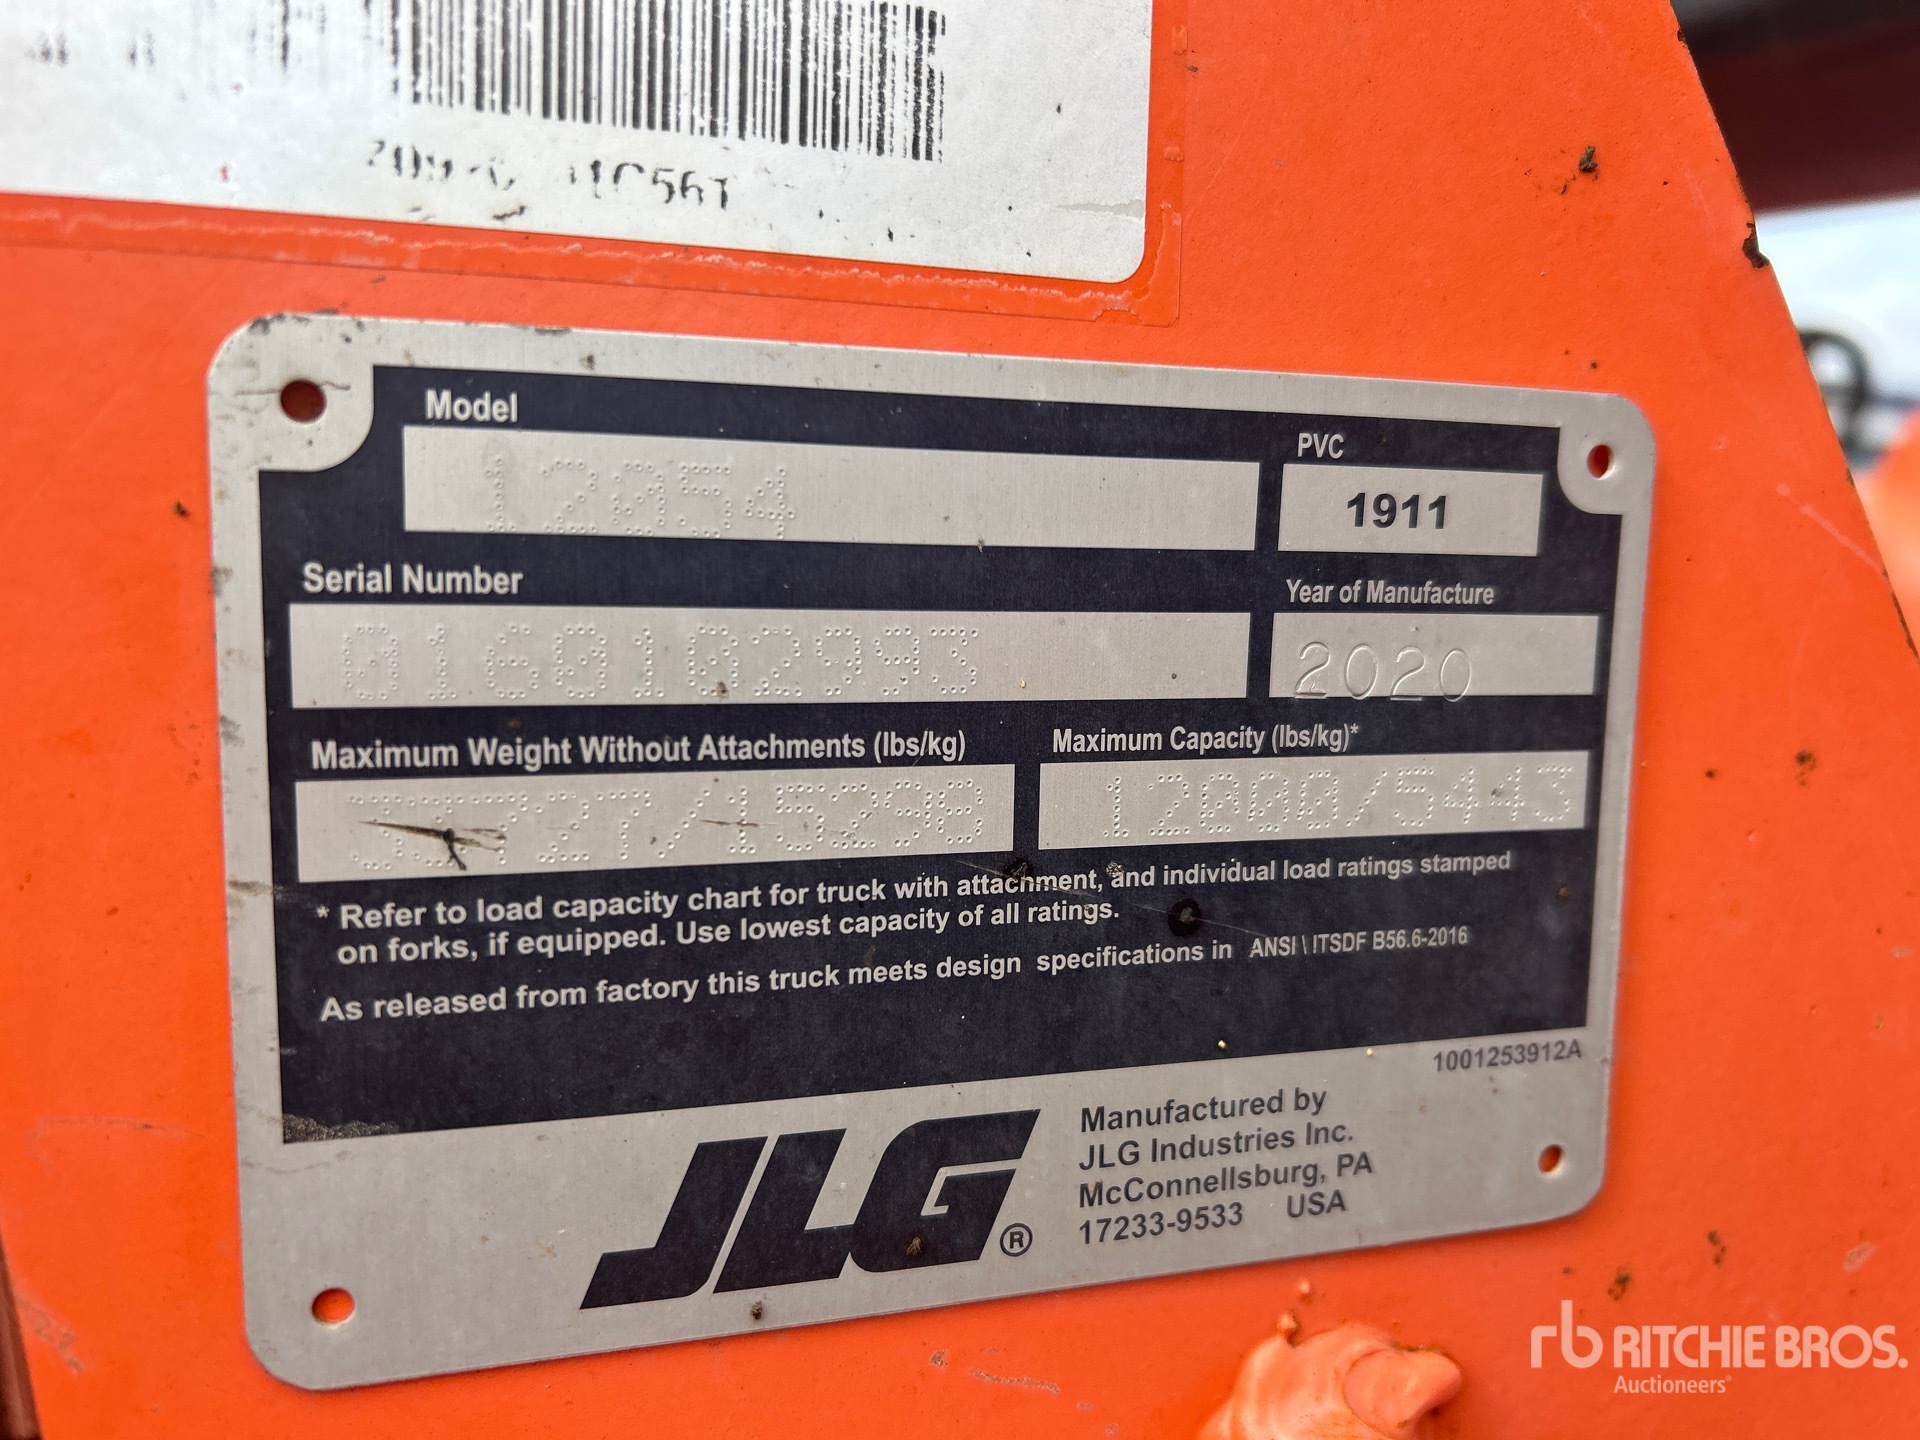 Model
12054
PVC
1911
Serial Number
0160102993
Year of Manufacture
2020
Maximum Weight Without Attachments (lbs/kg)
33727/15298
Maximum Capacity (lbs/kg)*
12000/5443
* Refer to load capacity chart for truck with attachment, and individual load ratings stamped
on forks, if equipped. Use lowest capacity of all ratings.
As released from factory this truck meets design specifications in ANSI \ ITSDF B56.6-2016
1001253912A
JLG®
Manufactured by
JLG Industries Inc.
McConnellsburg, PA
17233-9533 USA
rb RITCHIE BROS.
Auctioneers